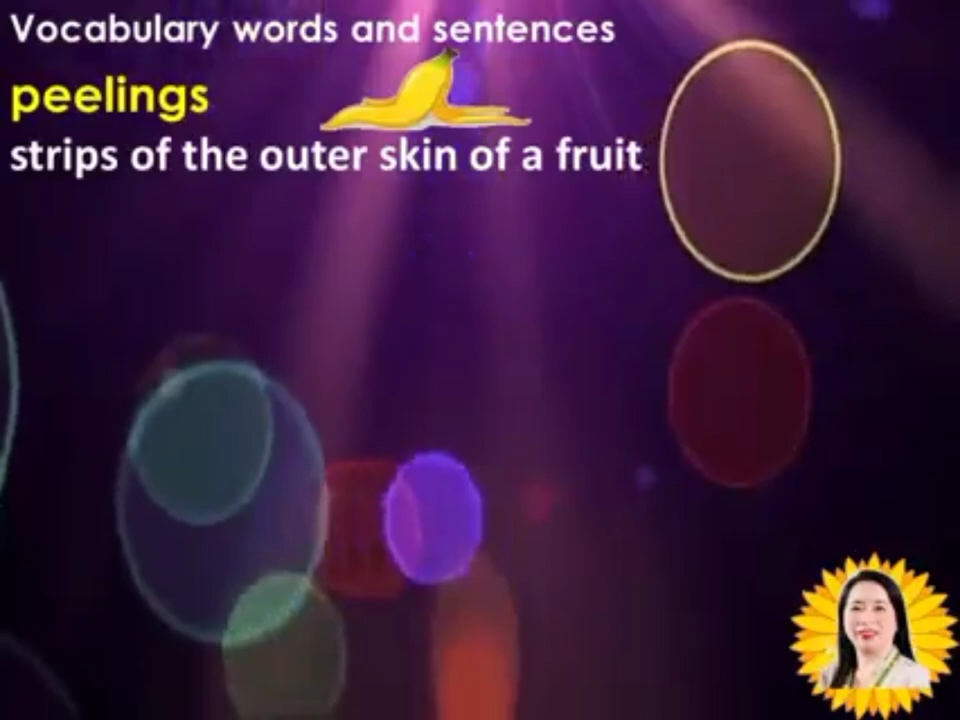 Vocabulary words and sentences
peelings
strips of the outer skin of a fruit